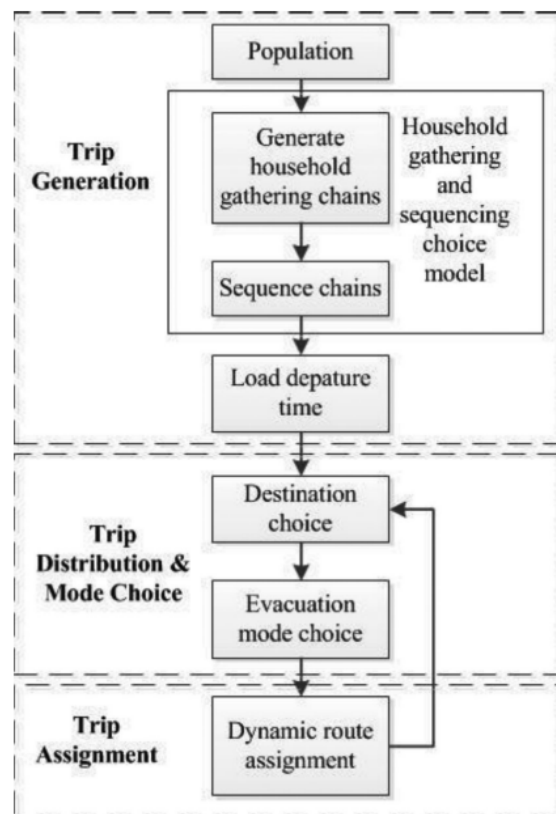 Population
Trip
Generation
Generate
household
gathering chains
Household
gathering
and
sequencing
choice
model
Sequence chains
Load depature
time
Trip
Distribution &
Mode Choice
Destination
choice
Evacuation
mode choice
Trip
Assignment
Dynamic route
assignment